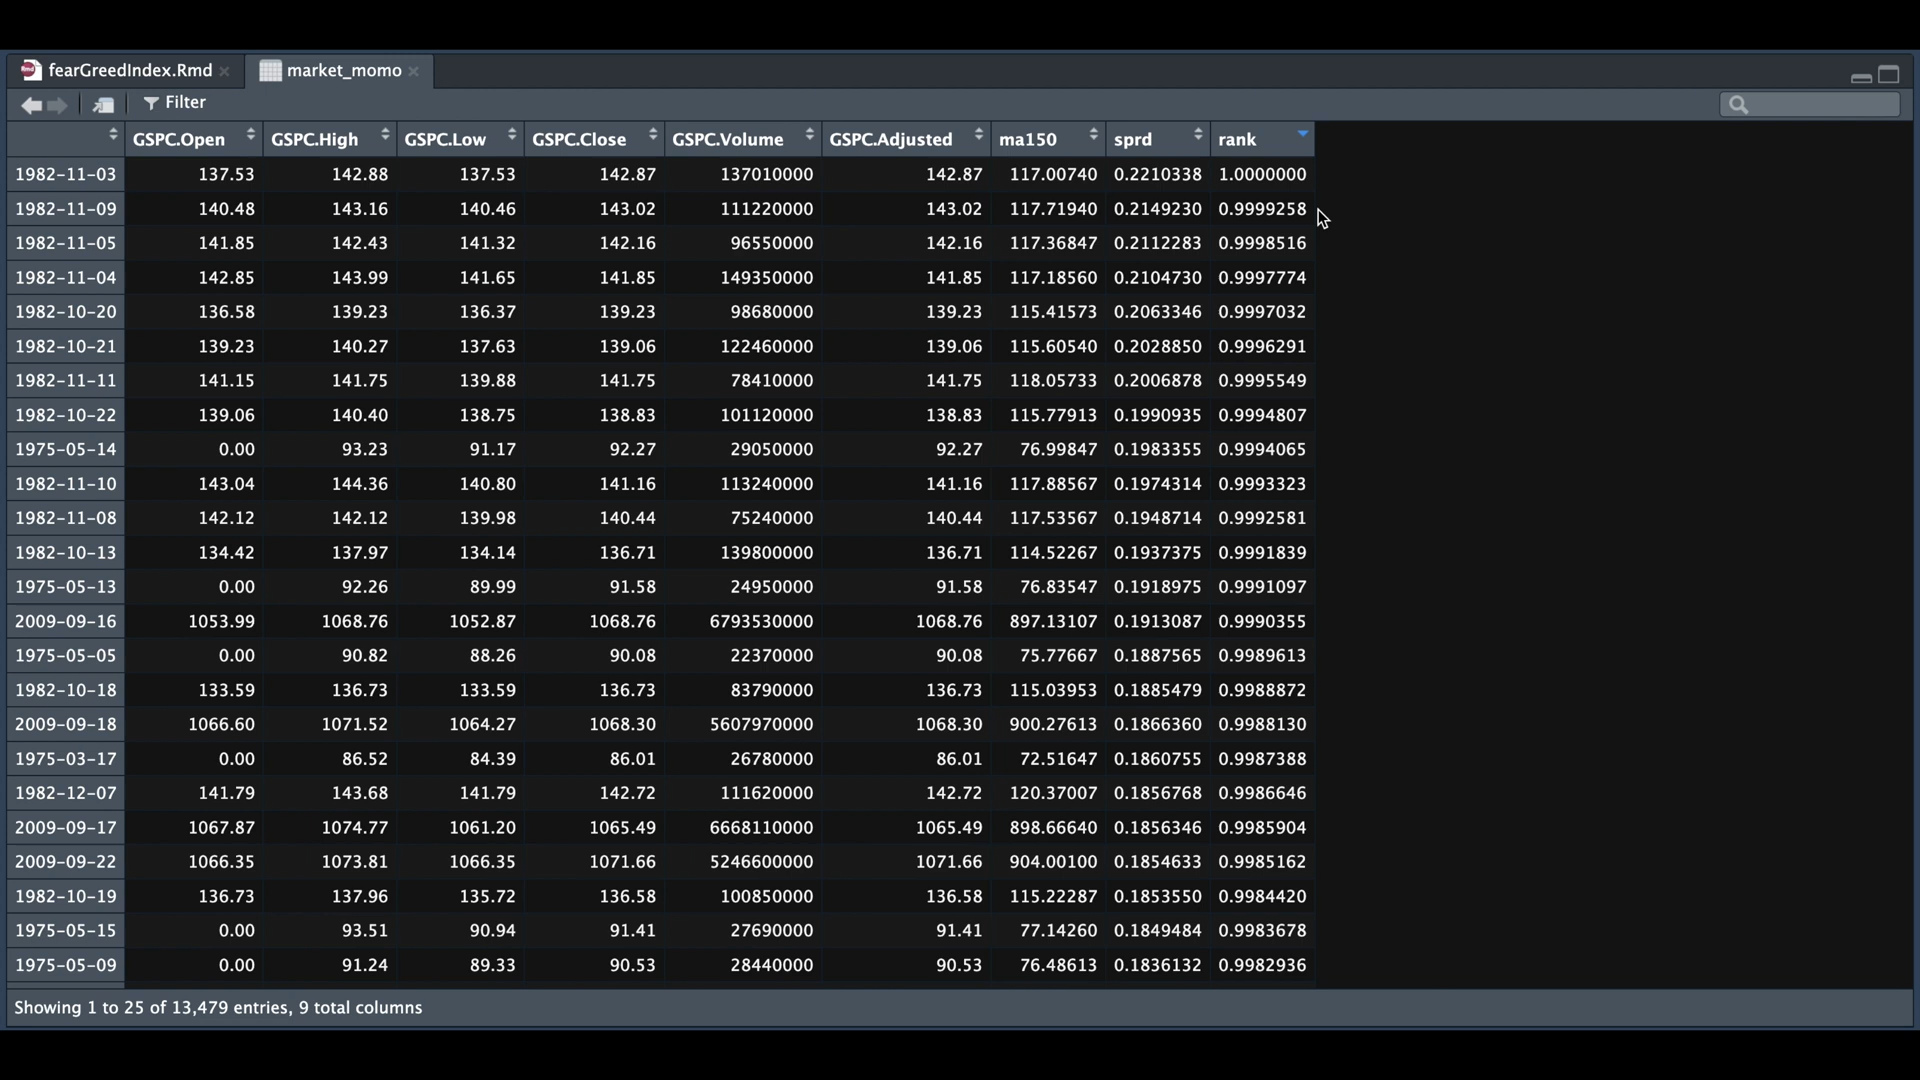 fearGreedIndex.Rmd market_momo
Filter
GSPC.Open GSPC.High GSPC.Low GSPC.Close GSPC.Volume GSPC.Adjusted ma150 sprd rank
1982-11-03 137.53 142.88 137.53 142.87 137010000 142.87 117.00740 0.2210338 1.0000000
1982-11-09 140.48 143.16 140.46 143.02 111220000 143.02 117.71940 0.2149230 0.9999258
1982-11-05 141.85 142.43 141.32 142.16 96550000 142.16 117.36847 0.2112283 0.9998516
1982-11-04 142.85 143.99 141.65 141.85 149350000 141.85 117.18560 0.2104730 0.9997774
1982-10-20 136.58 139.23 136.37 139.23 98680000 139.23 115.41573 0.2063346 0.9997032
1982-10-21 139.23 140.27 137.63 139.06 122460000 139.06 115.60540 0.2028850 0.9996291
1982-11-11 141.15 141.75 139.88 141.75 78410000 141.75 118.05733 0.2006878 0.9995549
1982-10-22 139.06 140.40 138.75 138.83 101120000 138.83 115.77913 0.1990935 0.9994807
1975-05-14 0.00 93.23 91.17 92.27 29050000 92.27 76.99847 0.1983355 0.9994065
1982-11-10 143.04 144.36 140.80 141.16 113240000 141.16 117.88567 0.1974314 0.9993323
1982-11-08 142.12 142.12 139.98 140.44 75240000 140.44 117.53567 0.1948714 0.9992581
1982-10-13 134.42 137.97 134.14 136.71 139800000 136.71 114.52267 0.1937375 0.9991839
1975-05-13 0.00 92.26 89.99 91.58 24950000 91.58 76.83547 0.1918975 0.9991097
2009-09-16 1053.99 1068.76 1052.87 1068.76 6793530000 1068.76 897.13107 0.1913087 0.9990355
1975-05-05 0.00 90.82 88.26 90.08 22370000 90.08 75.77667 0.1887565 0.9989613
1982-10-18 133.59 136.73 133.59 136.73 83790000 136.73 115.03953 0.1885479 0.9988872
2009-09-18 1066.60 1071.52 1064.27 1068.30 5607970000 1068.30 900.27613 0.1866360 0.9988130
1975-03-17 0.00 86.52 84.39 86.01 26780000 86.01 72.51647 0.1860755 0.9987388
1982-12-07 141.79 143.68 141.79 142.72 111620000 142.72 120.37007 0.1856768 0.9986646
2009-09-17 1067.87 1074.77 1061.20 1065.49 6668110000 1065.49 898.66640 0.1856346 0.9985904
2009-09-22 1066.35 1073.81 1066.35 1071.66 5246600000 1071.66 904.00100 0.1854633 0.9985162
1982-10-19 136.73 137.96 135.72 136.58 100850000 136.58 115.22287 0.1853550 0.9984420
1975-05-15 0.00 93.51 90.94 91.41 27690000 91.41 77.14260 0.1849484 0.9983678
1975-05-09 0.00 91.24 89.33 90.53 28440000 90.53 76.48613 0.1836132 0.9982936
Showing 1 to 25 of 13,479 entries, 9 total columns